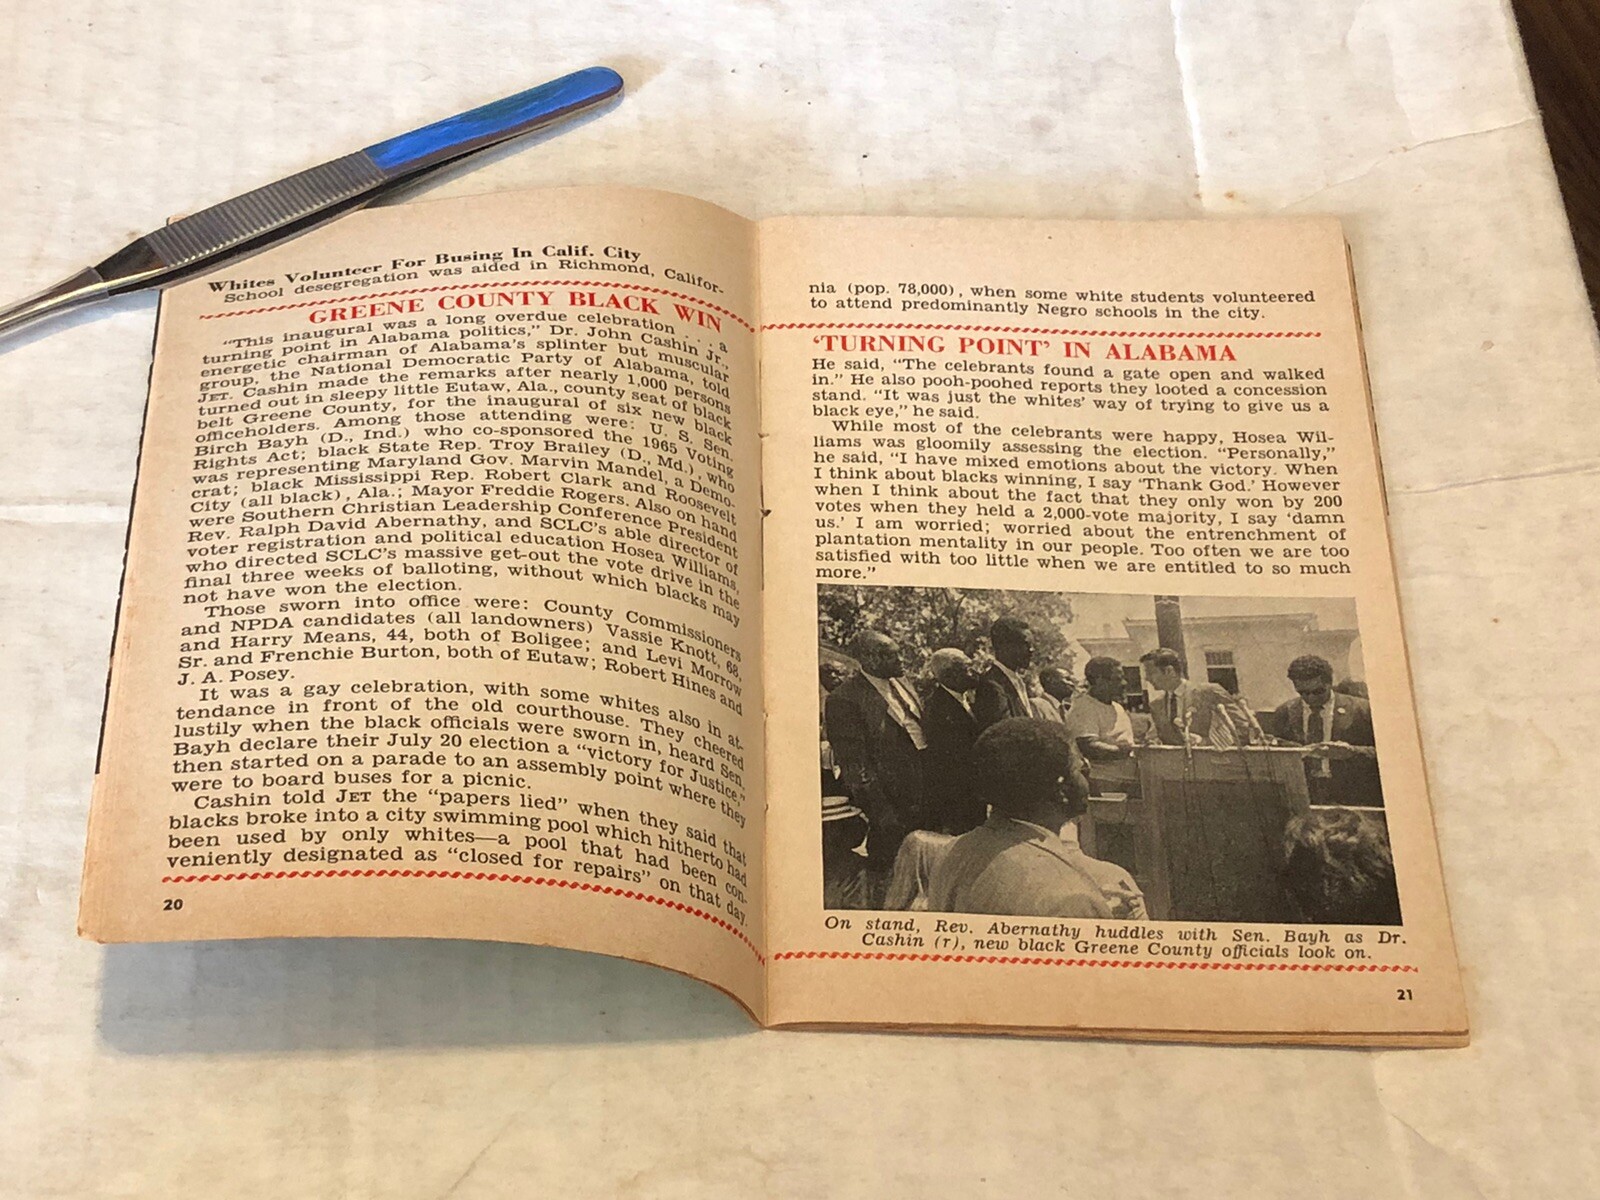 Whites Volunteer For Busing In Calif. City
School desegregation was aided in Richmond, Califor-
GREENE COUNTY BLACK WIN
"This inaugural was a long overdue celebration . . . a
turning point in Alabama politics," Dr. John Cashin Jr.,
energetic chairman of Alabama's splinter but muscular
group, the National Democratic Party of Alabama, told
JET. Cashin made the remarks after nearly 1,000 persons
turned out in sleepy little Eutaw, Ala., county seat of black
belt Greene County, for the inaugural of six new black
officeholders. Among those attending were: U. S. Sen.
Birch Bayh (D., Ind.) who co-sponsored the 1965 Voting
Rights Act; black State Rep. Troy Brailey (D., Md.), who
was representing Maryland Gov. Marvin Mandel, a Demo-
crat; black Mississippi Rep. Robert Clark and Roosevelt
City (all black), Ala.; Mayor Freddie Rogers. Also on hand
were Southern Christian Leadership Conference President
Rev. Ralph David Abernathy, and SCLC's able director of
voter registration and political education Hosea Williams,
who directed SCLC's massive get-out the vote drive in the
final three weeks of balloting, without which blacks may
not have won the election.
Those sworn into office were: County Commissioners
and NPDA candidates (all landowners) Vassie Knott, 68,
and Harry Means, 44, both of Boligee; and Levi Morrow
Sr. and Frenchie Burton, both of Eutaw; Robert Hines and
J. A. Posey.
It was a gay celebration, with some whites also in at-
tendance in front of the old courthouse. They cheered
lustily when the black officials were sworn in, heard Sen.
Bayh declare their July 20 election a "victory for Justice,"
then started on a parade to an assembly point where they
were to board buses for a picnic.
Cashin told JET the "papers lied" when they said that
blacks broke into a city swimming pool which hitherto had
been used by only whites—a pool that had been con-
veniently designated as "closed for repairs" on that day.
20
nia (pop. 78,000), when some white students volunteered
to attend predominantly Negro schools in the city.
'TURNING POINT' IN ALABAMA
He said, "The celebrants found a gate open and walked
in." He also pooh-poohed reports they looted a concession
stand. "It was just the whites' way of trying to give us a
black eye," he said.
While most of the celebrants were happy, Hosea Wil-
liams was gloomily assessing the election. "Personally,"
he said, "I have mixed emotions about the victory. When
I think about blacks winning, I say 'Thank God.' However
when I think about the fact that they only won by 200
votes when they held a 2,000-vote majority, I say 'damn
us.' I am worried; worried about the entrenchment of
plantation mentality in our people. Too often we are too
satisfied with too little when we are entitled to so much
more."
On stand, Rev. Abernathy huddles with Sen. Bayh as Dr.
Cashin (r), new black Greene County officials look on.
21